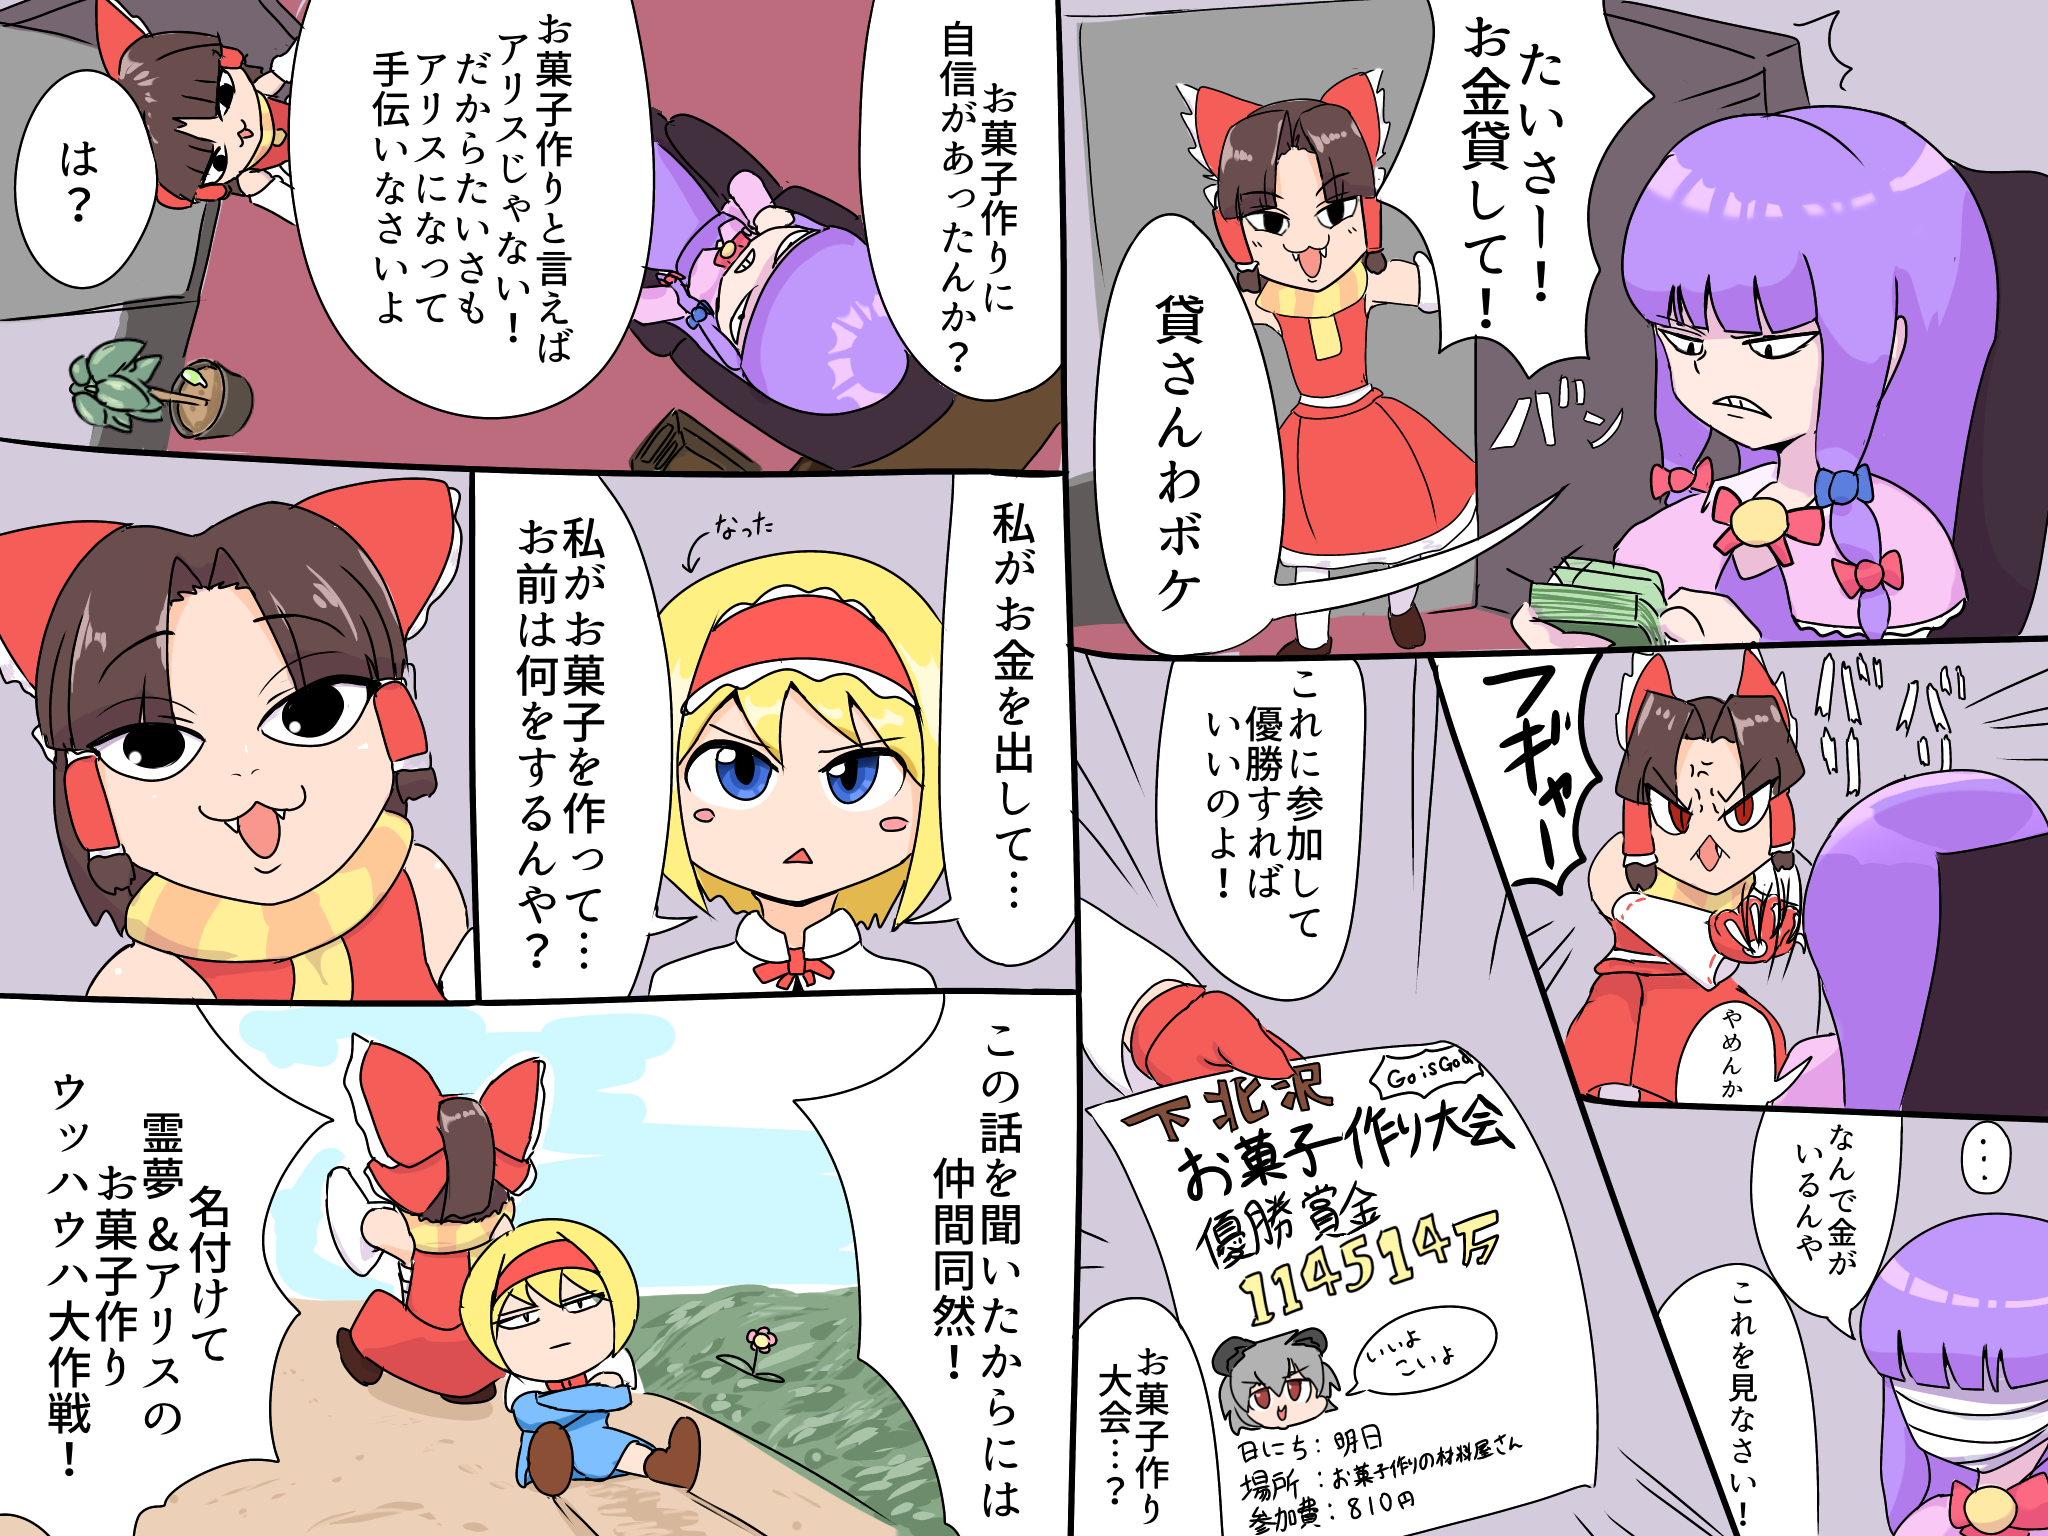 たいさー！
お金貸して！
バン
貸さんわボケ
フギャー
やめんか
…
なんで金が
いるんや
これを見なさい！
これに参加して
優勝すれば
いいのよ！
GoisGod
下北沢
お菓子作り大会
優勝賞金
114514万
いいよ
こいよ
日にち：明日
場所：お菓子作りの材料屋さん
参加費：810円
お菓子作り
大会…？
お菓子作りに
自信があったんか？
お菓子作りと言えば
アリスじゃない！
だからたいさも
アリスになって
手伝いなさいよ
は？
私がお金を出して…
なった
私がお菓子を作って…
お前は何をするんや？
この話を聞いたからには
仲間同然！
名付けて
霊夢＆アリスの
お菓子作り
ウッハウハ大作戦！